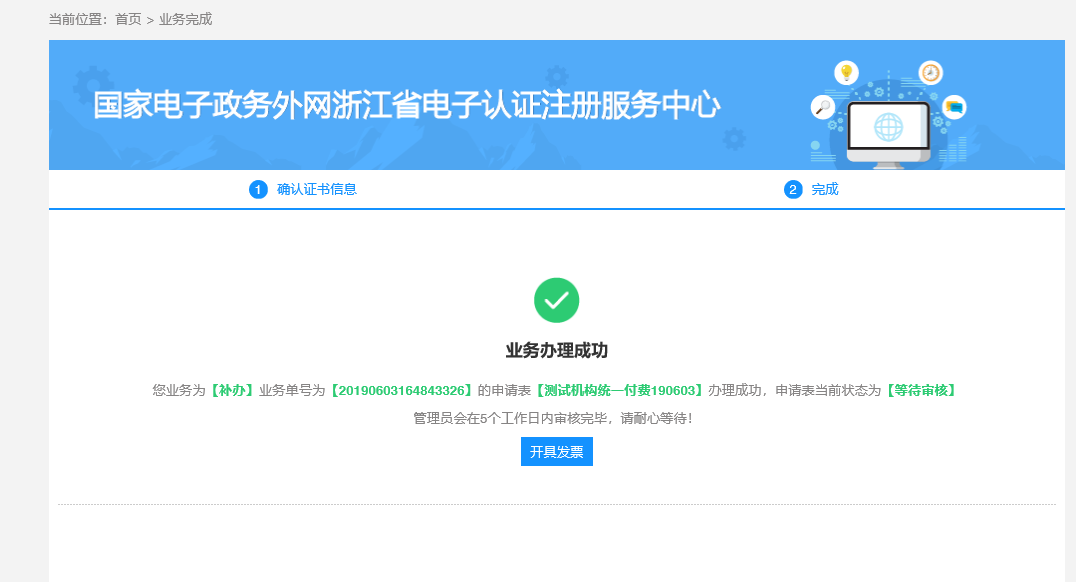 当前位置：首页 > 业务完成
国家电子政务外网浙江省电子认证注册服务中心
1 确认证书信息
2 完成
业务办理成功
您业务为【补办】业务单号为【20190603164843326】的申请表【测试机构统一付费190603】办理成功，申请表当前状态为【等待审核】
管理员会在5个工作日内审核完毕，请耐心等待！
开具发票